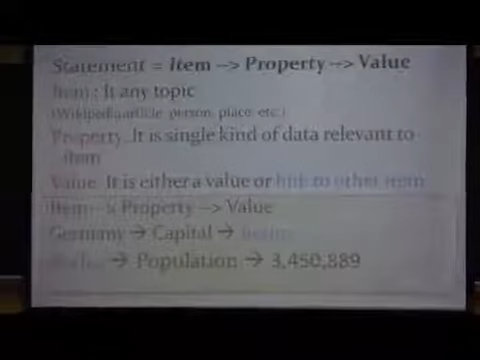 Statement = Item --> Property --> Value
Item : It any topic
(Wikipedia article, person, place, etc.)
Property: It is single kind of data relevant to
item
Value: It is either a value or link to other item
Item --> Property --> Value
Germany → Capital → Berlin
Berlin → Population → 3,450,889